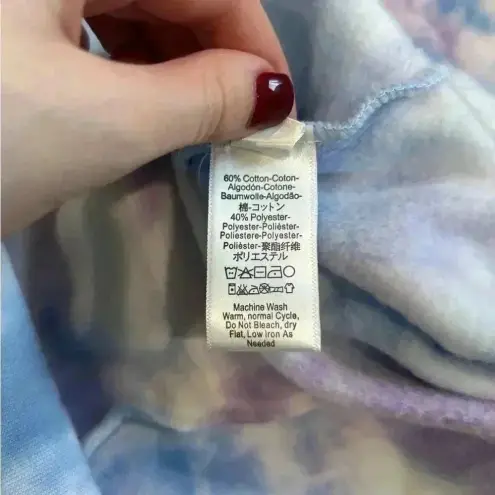 60% Cotton-Coton-
Algodón-Cotone-
Baumwolle-Algodão-
棉-コットン
40% Polyester-
Polyester-Polièster-
Poliestere-Polyester-
Polièster-聚酯纤维
ポリエステル
Machine Wash
Warm, normal Cycle,
Do Not Bleach, dry
Flat, Low Iron As
Needed